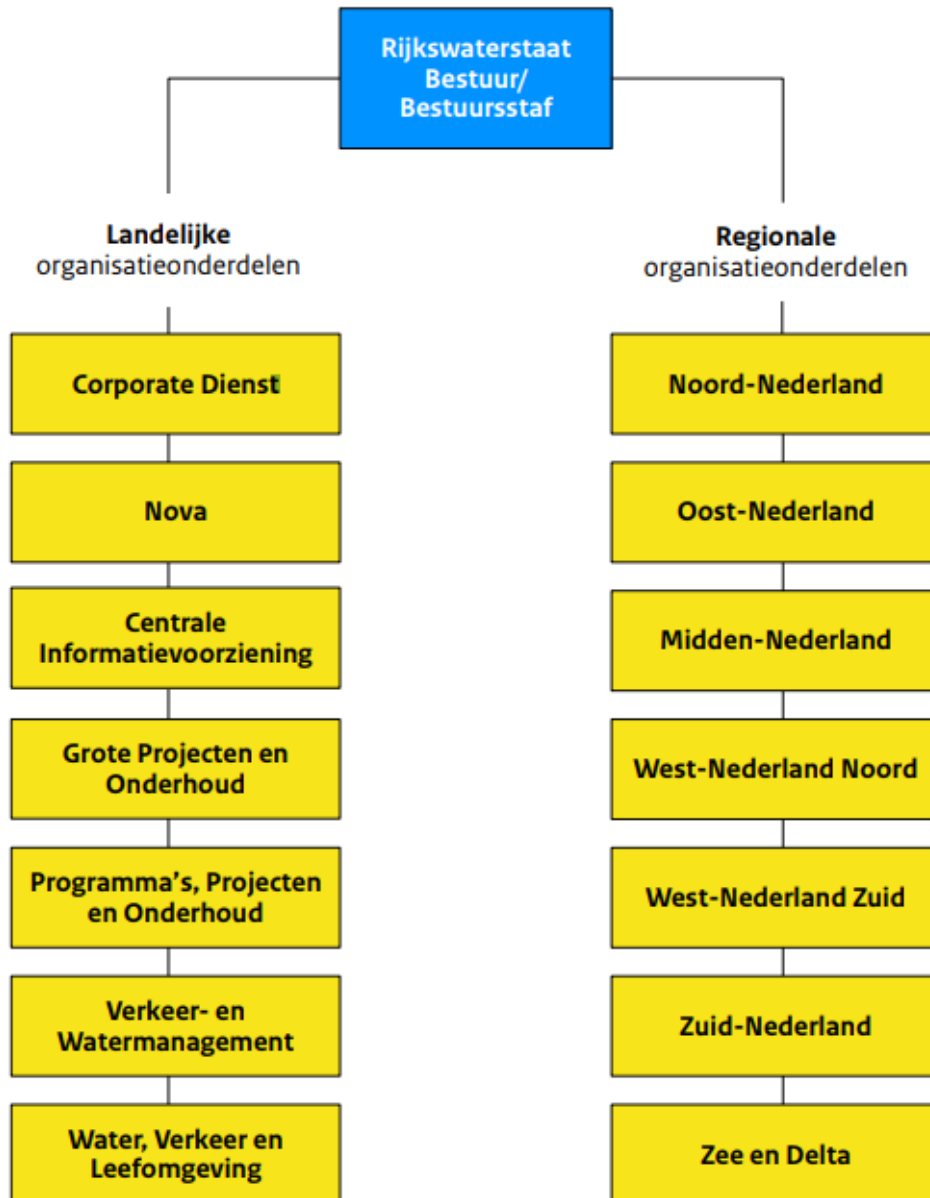 Rijkswaterstaat
Bestuur/
Bestuursstaf
Landelijke
organisatieonderdelen
Corporate Dienst
Nova
Centrale
Informatievoorziening
Grote Projecten en
Onderhoud
Programma's, Projecten
en Onderhoud
Verkeer- en
Watermanagement
Water, Verkeer en
Leefomgeving
Regionale
organisatieonderdelen
Noord-Nederland
Oost-Nederland
Midden-Nederland
West-Nederland Noord
West-Nederland Zuid
Zuid-Nederland
Zee en Delta